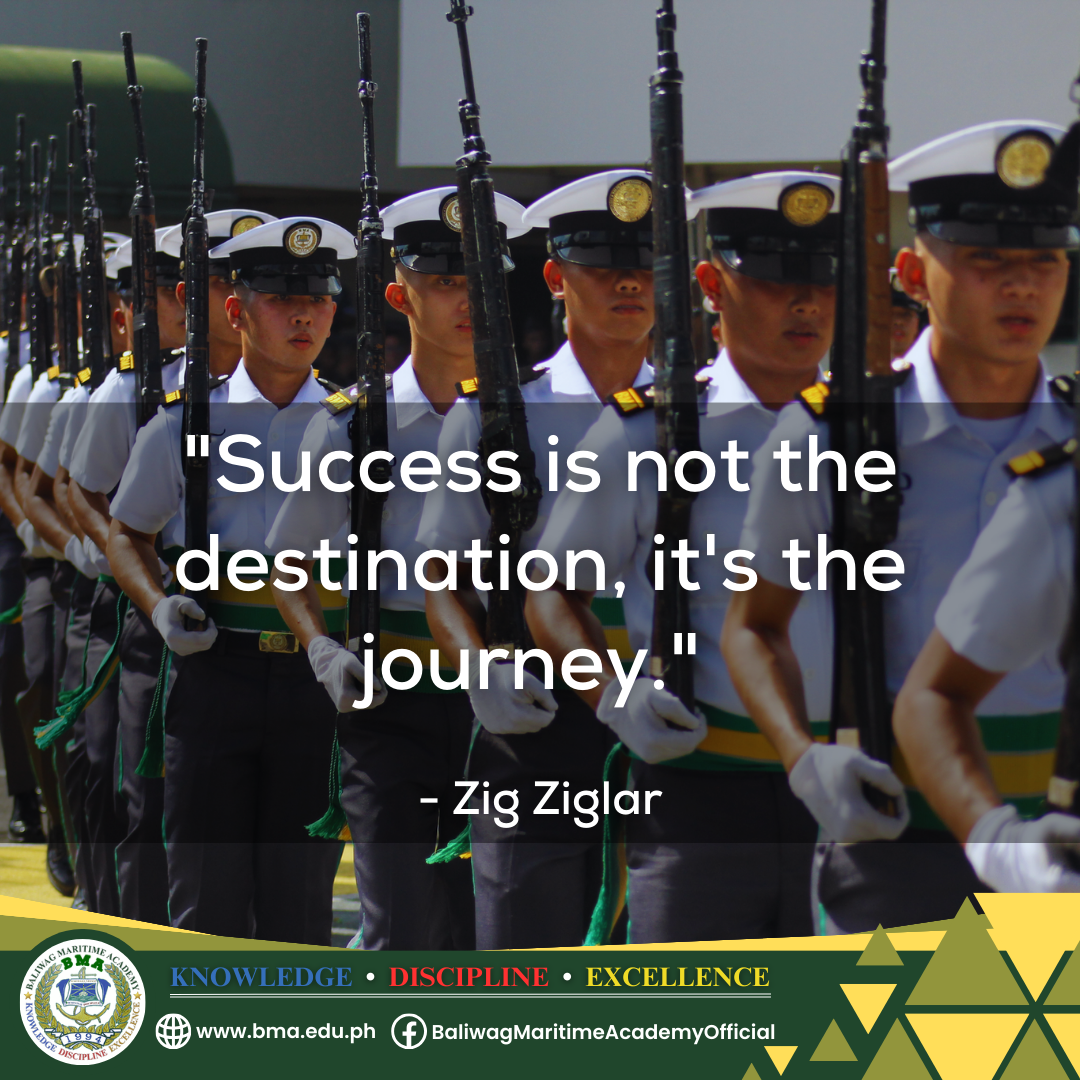 "Success is not the
destination, it's the
journey."
- Zig Ziglar
BALIWAG MARITIME ACADEMY
BMA
1994
KNOWLEDGE DISCIPLINE EXCELLENCE
KNOWLEDGE • DISCIPLINE • EXCELLENCE
www.bma.edu.ph BaliwagMaritimeAcademyOfficial